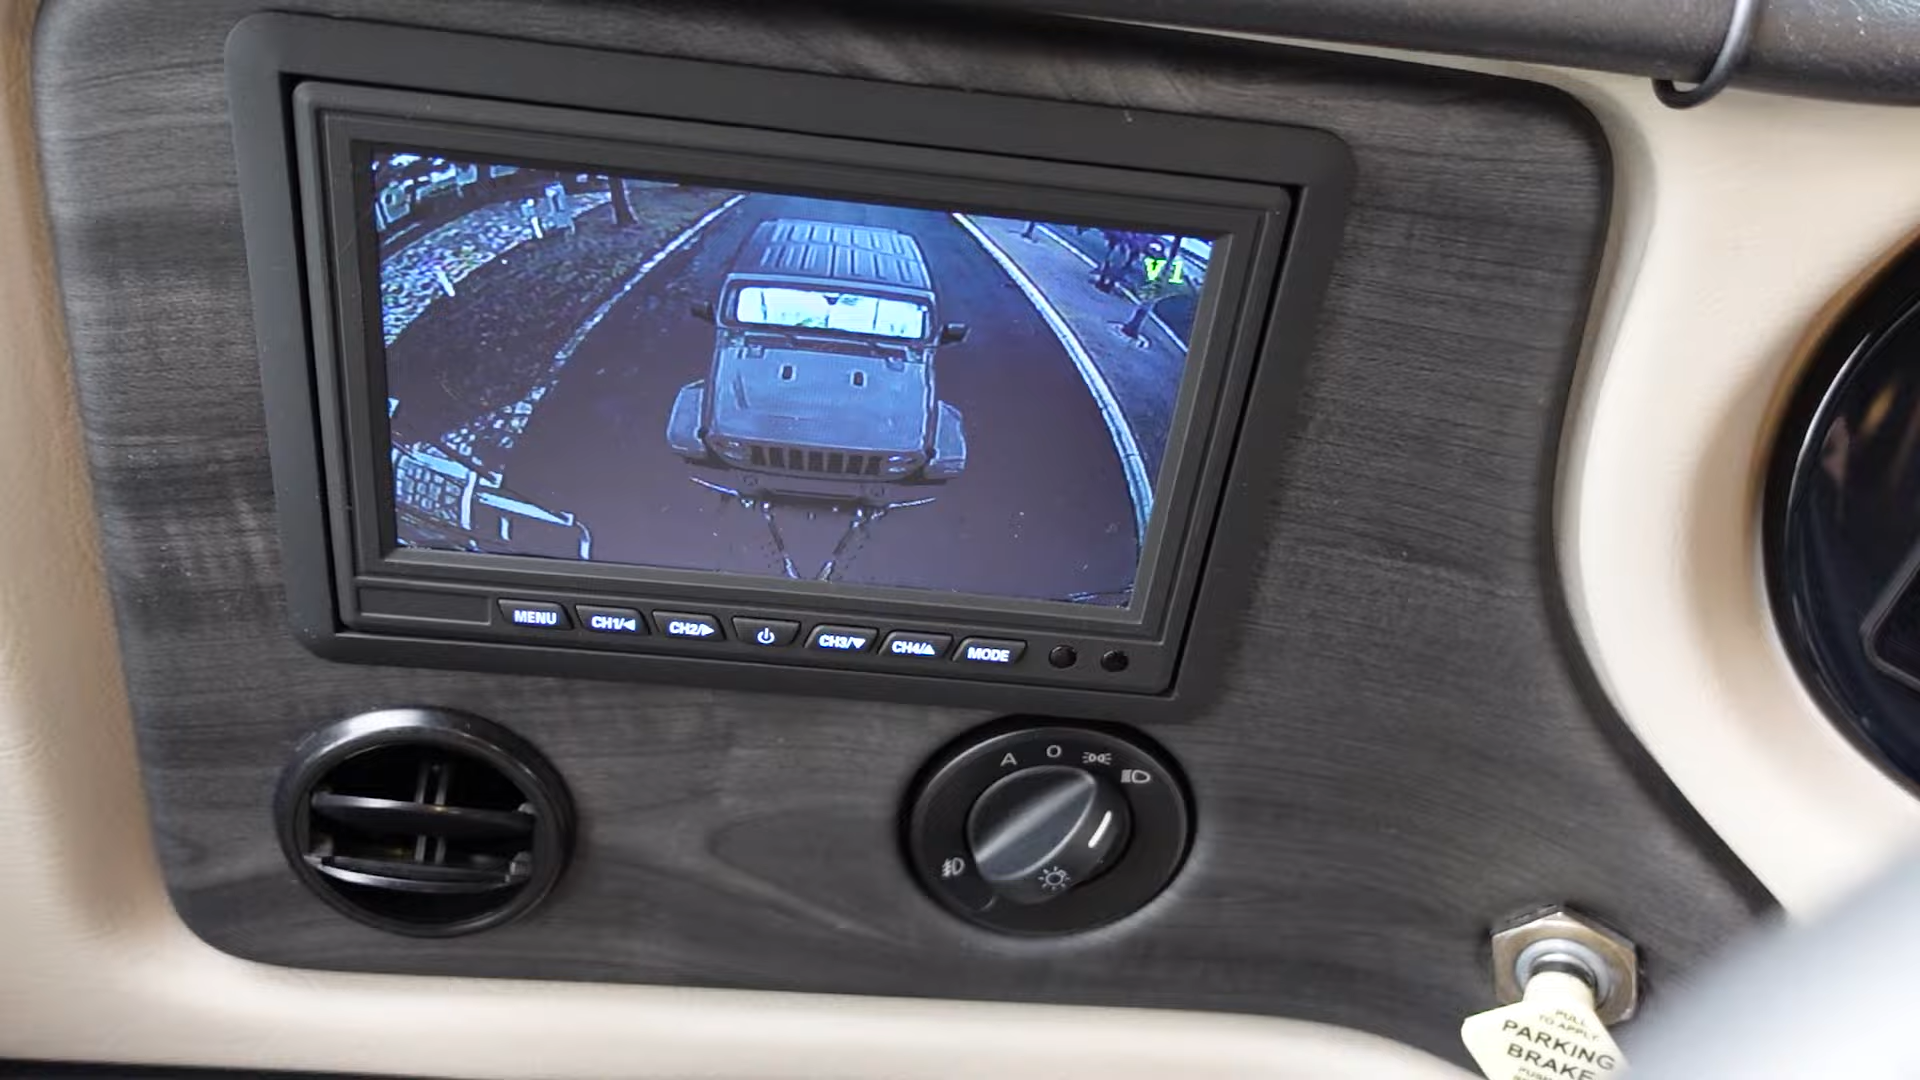 V1
MENU CH1/◀ CH2/▶ CH3/▼ CH4/▲ MODE
A O
PULL
TO APPLY
PARKING
BRAKE